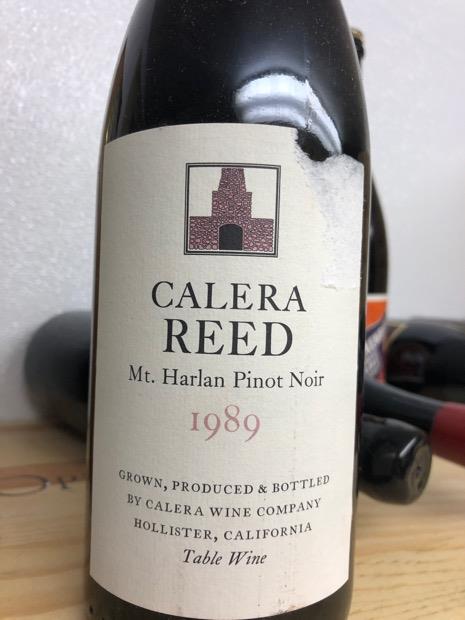 CALERA
REED
Mt. Harlan Pinot Noir
1989
GROWN, PRODUCED & BOTTLED
BY CALERA WINE COMPANY
HOLLISTER, CALIFORNIA
Table Wine